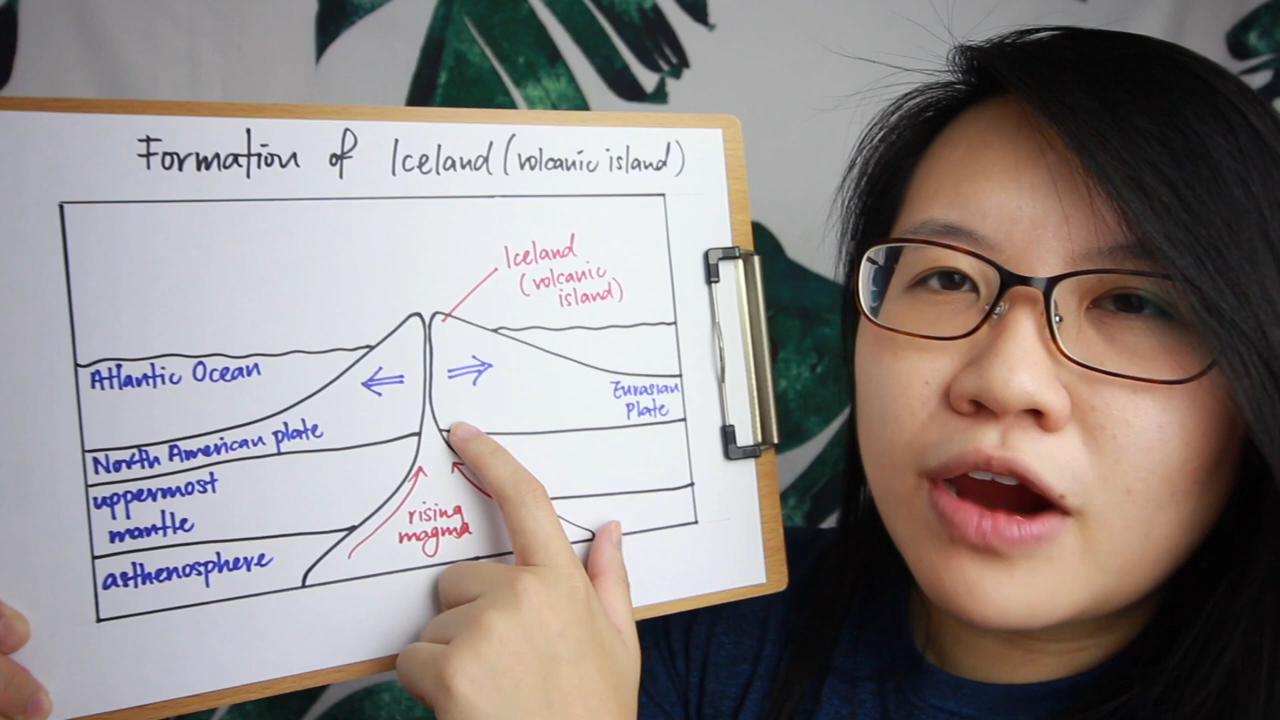 Formation of Iceland (volcanic island)
Iceland
(volcanic
island)
Atlantic Ocean
Eurasian
Plate
North American plate
uppermost
mantle
rising
magma
asthenosphere